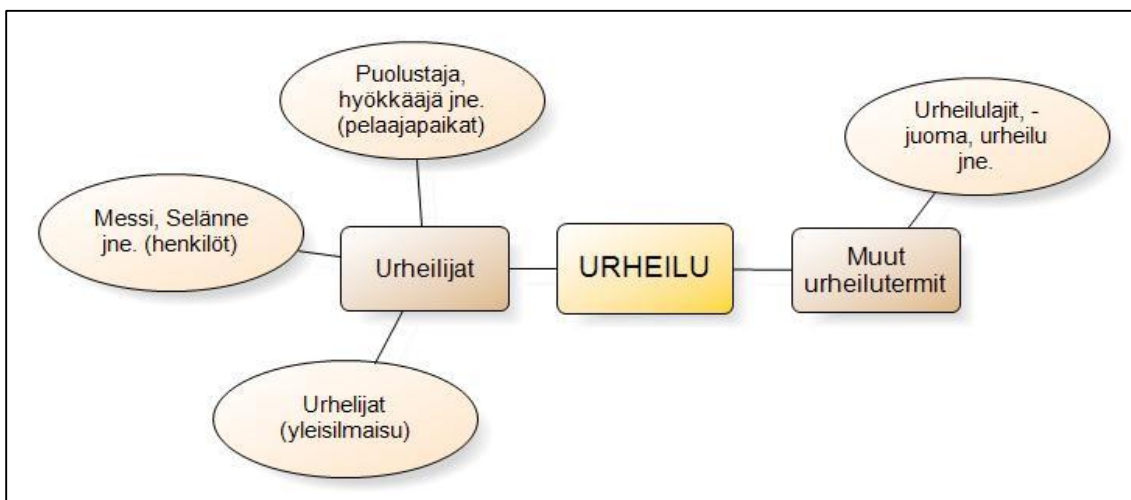 Puolustaja,
hyökkääjä jne.
(pelaajapaikat)
Urheilulajit, -
juoma, urheilu
jne.
Messi, Selänne
jne. (henkilöt)
Urheilijat
URHEILU
Muut
urheilutermit
Urhelijat
(yleisilmaisu)